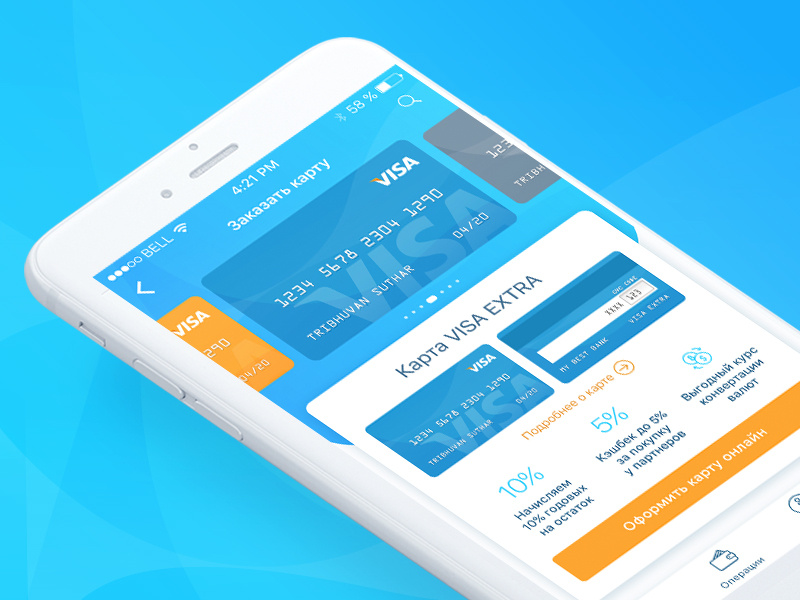 BELL
4:21 PM
58 %
Заказать карту
VISA
290
04/20
VISA
1234 5678 2304 1290
04/20
TRIBHUVAN SUTHAR
VISA
123
TRIBH
Карта VISA EXTRA
VISA
1234 5678 2304 1290
04/20
TRIBHUVAN SUTHAR
VISA
CVC CODE
XXXX 123
MY BEST BANK
VISA EXTRA
Подробнее о карте
10%
Начисляем
10% годовых
на остаток
5%
Кэшбек до 5%
за покупку
у партнеров
Выгодный курс
конвертации
валют
Оформить карту онлайн
Операции